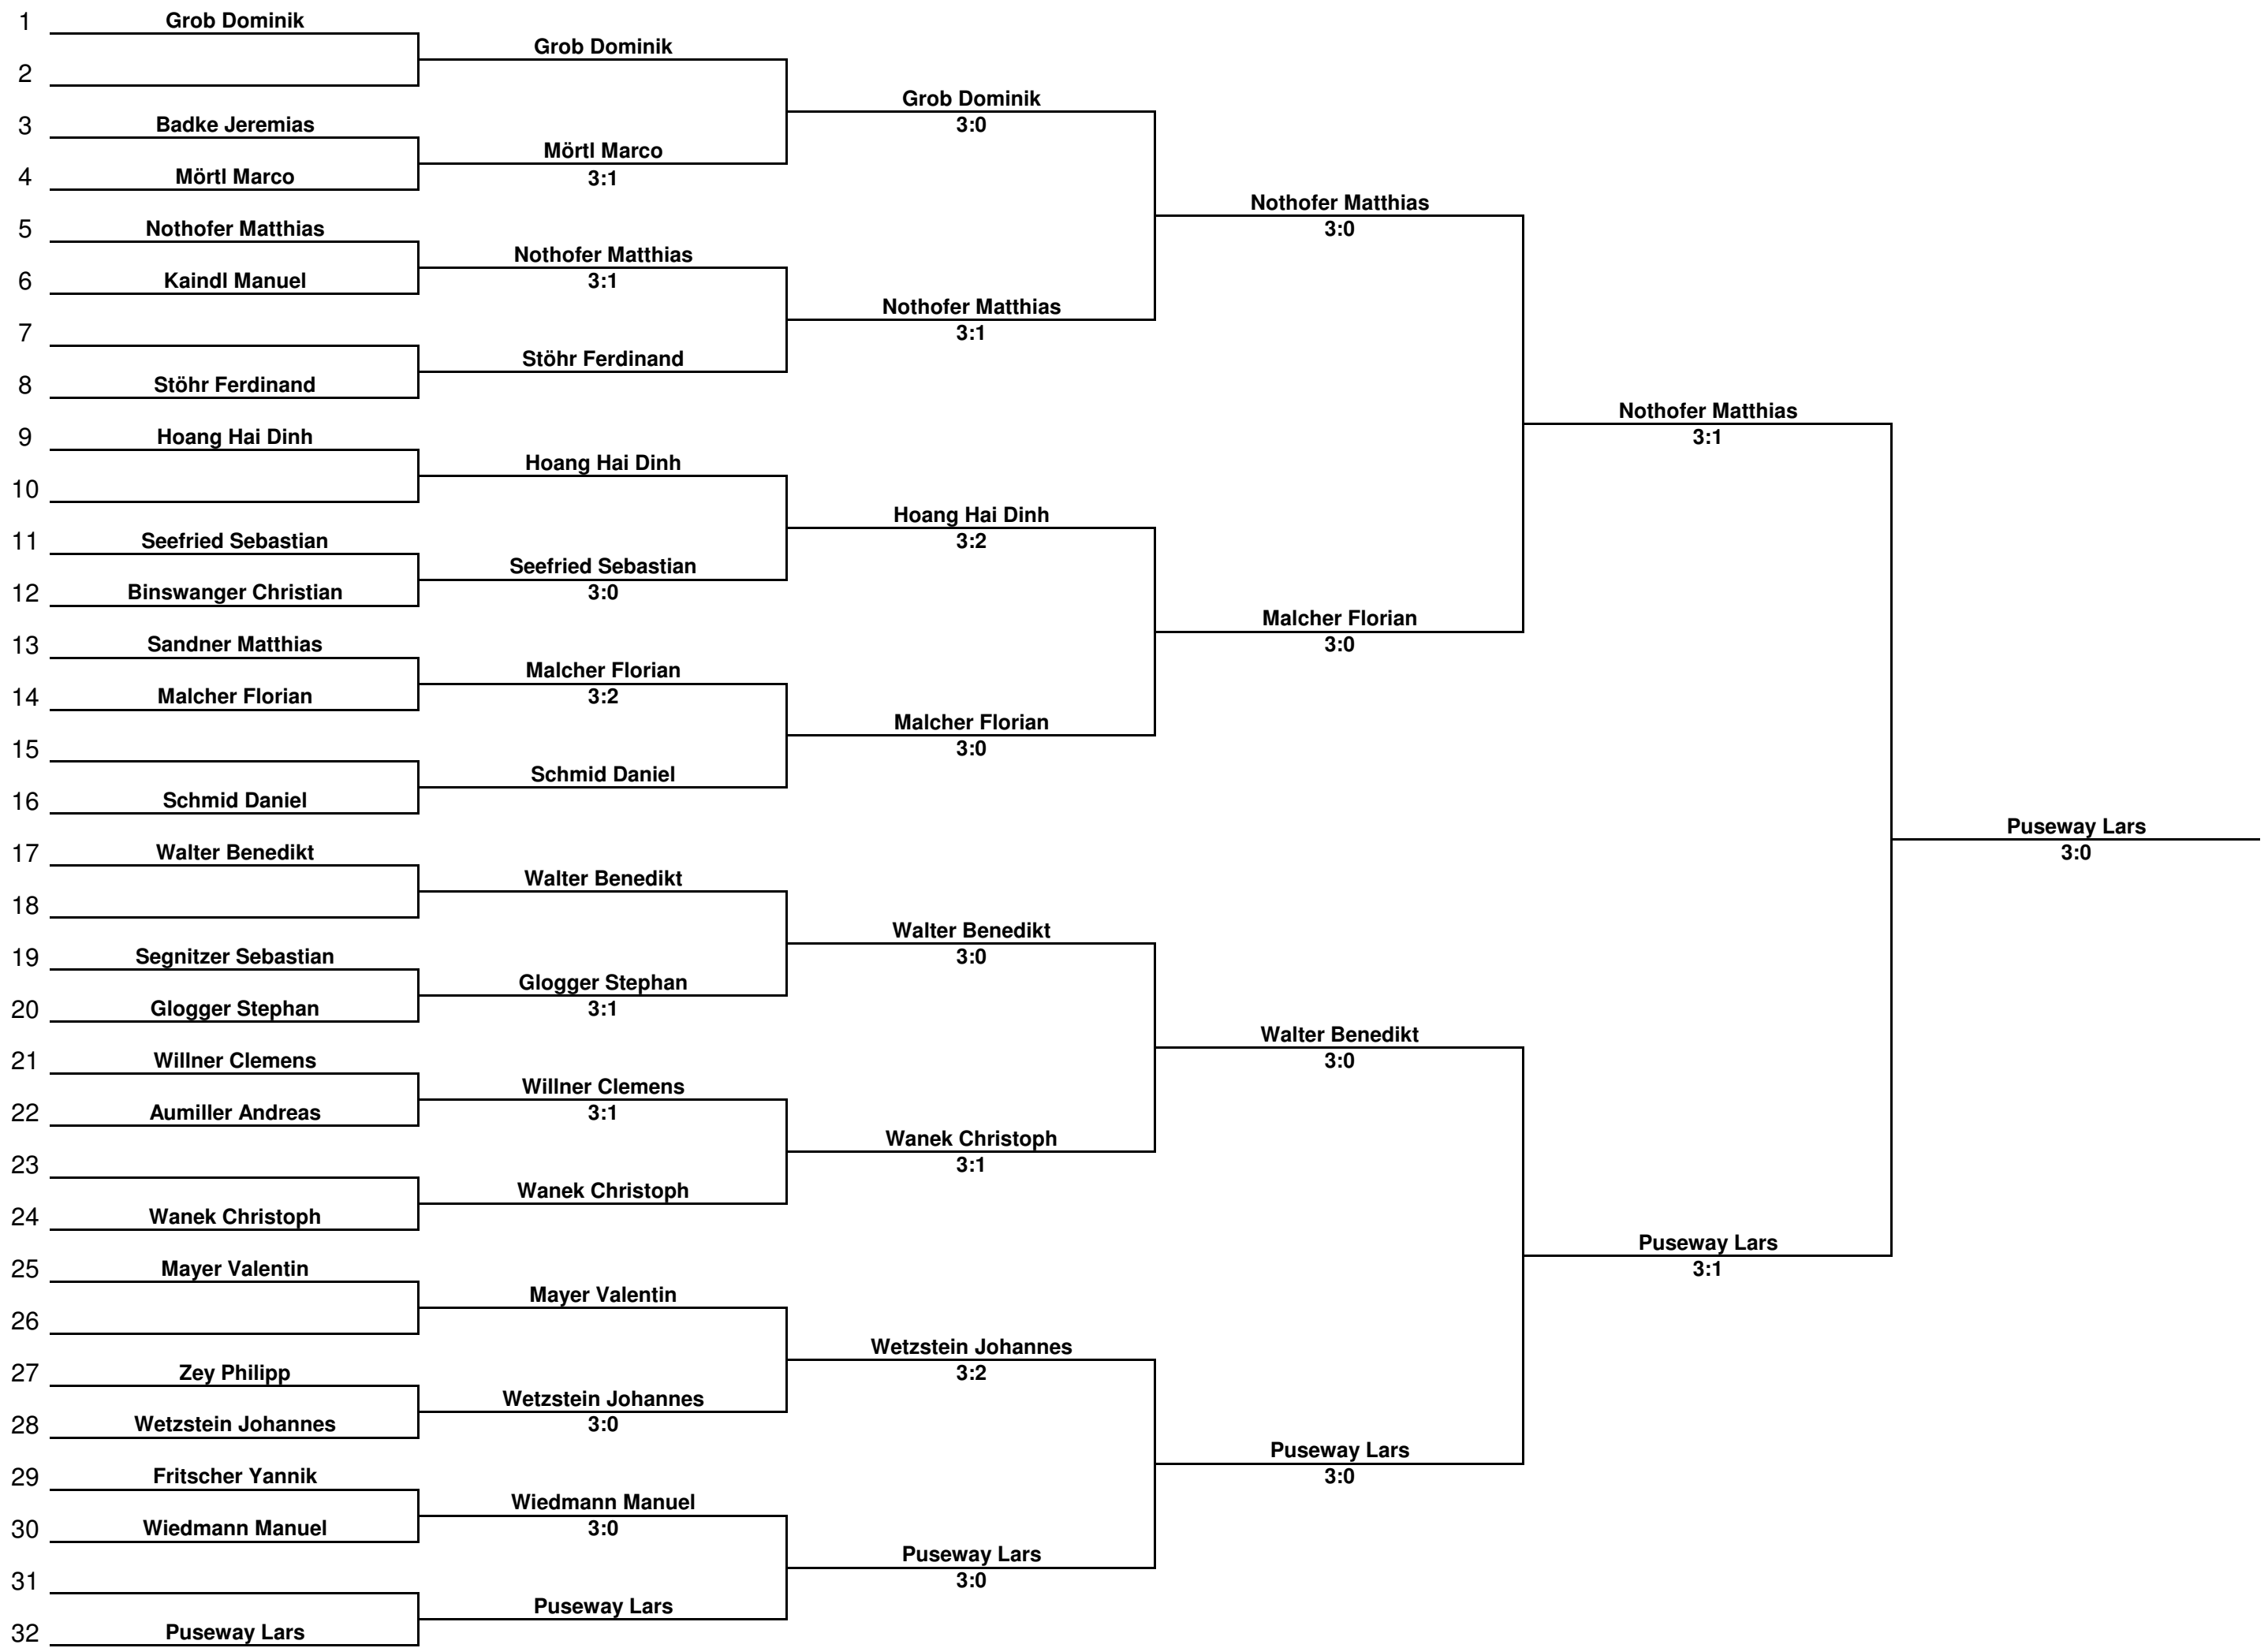 1 Grob Dominik
Grob Dominik
2
Grob Dominik
3 Badke Jeremias
3:0
Mörtl Marco
4 Mörtl Marco
3:1
Nothofer Matthias
5 Nothofer Matthias
3:0
Nothofer Matthias
6 Kaindl Manuel
3:1
Nothofer Matthias
7
3:1
Stöhr Ferdinand
8 Stöhr Ferdinand
Nothofer Matthias
9 Hoang Hai Dinh
3:1
Hoang Hai Dinh
10
Hoang Hai Dinh
11 Seefried Sebastian
3:2
Seefried Sebastian
12 Binswanger Christian
3:0
Malcher Florian
13 Sandner Matthias
3:0
Malcher Florian
14 Malcher Florian
3:2
Malcher Florian
15
3:0
Schmid Daniel
16 Schmid Daniel
Puseway Lars
17 Walter Benedikt
3:0
Walter Benedikt
18
Walter Benedikt
19 Segnitzer Sebastian
3:0
Glogger Stephan
20 Glogger Stephan
3:1
Walter Benedikt
21 Willner Clemens
3:0
Willner Clemens
22 Aumiller Andreas
3:1
Wanek Christoph
23
3:1
Wanek Christoph
24 Wanek Christoph
Puseway Lars
25 Mayer Valentin
3:1
Mayer Valentin
26
Wetzstein Johannes
27 Zey Philipp
3:2
Wetzstein Johannes
28 Wetzstein Johannes
3:0
Puseway Lars
29 Fritscher Yannik
3:0
Wiedmann Manuel
30 Wiedmann Manuel
3:0
Puseway Lars
31
3:0
Puseway Lars
32 Puseway Lars